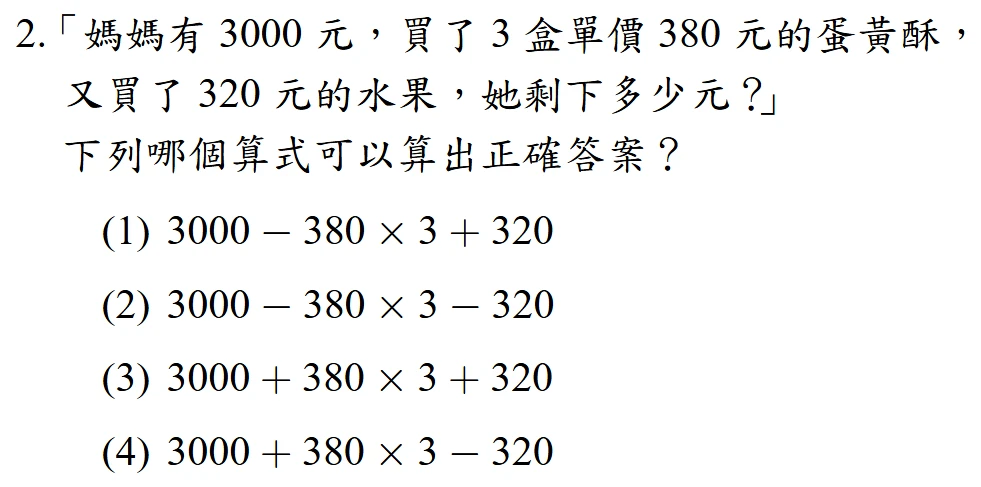 2.「媽媽有 3000 元，買了 3 盒單價 380 元的蛋黃酥，
又買了 320 元的水果，她剩下多少元？」
下列哪個算式可以算出正確答案？
(1) 3000 − 380 × 3 + 320
(2) 3000 − 380 × 3 − 320
(3) 3000 + 380 × 3 + 320
(4) 3000 + 380 × 3 − 320